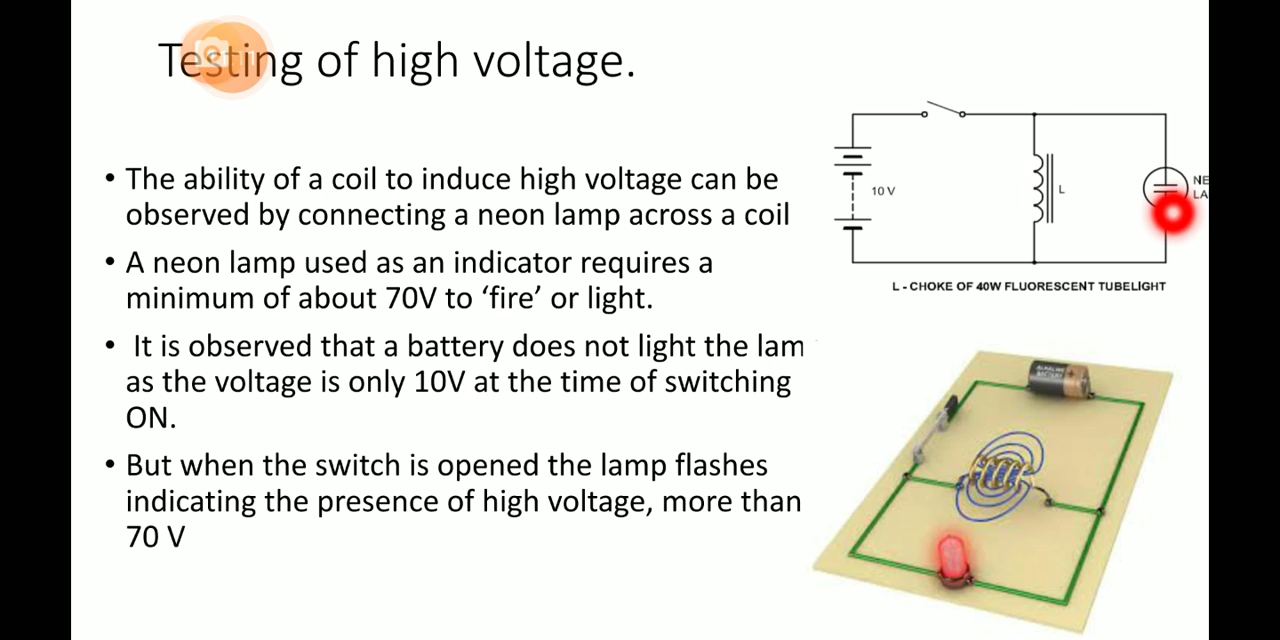 Testing of high voltage.
• The ability of a coil to induce high voltage can be
observed by connecting a neon lamp across a coil
• A neon lamp used as an indicator requires a
minimum of about 70V to ‘fire’ or light.
• It is observed that a battery does not light the lam
as the voltage is only 10V at the time of switching
ON.
• But when the switch is opened the lamp flashes
indicating the presence of high voltage, more than
70 V
10 V
L
NE
LA
L - CHOKE OF 40W FLUORESCENT TUBELIGHT
ALKALINE
BATTERY
+